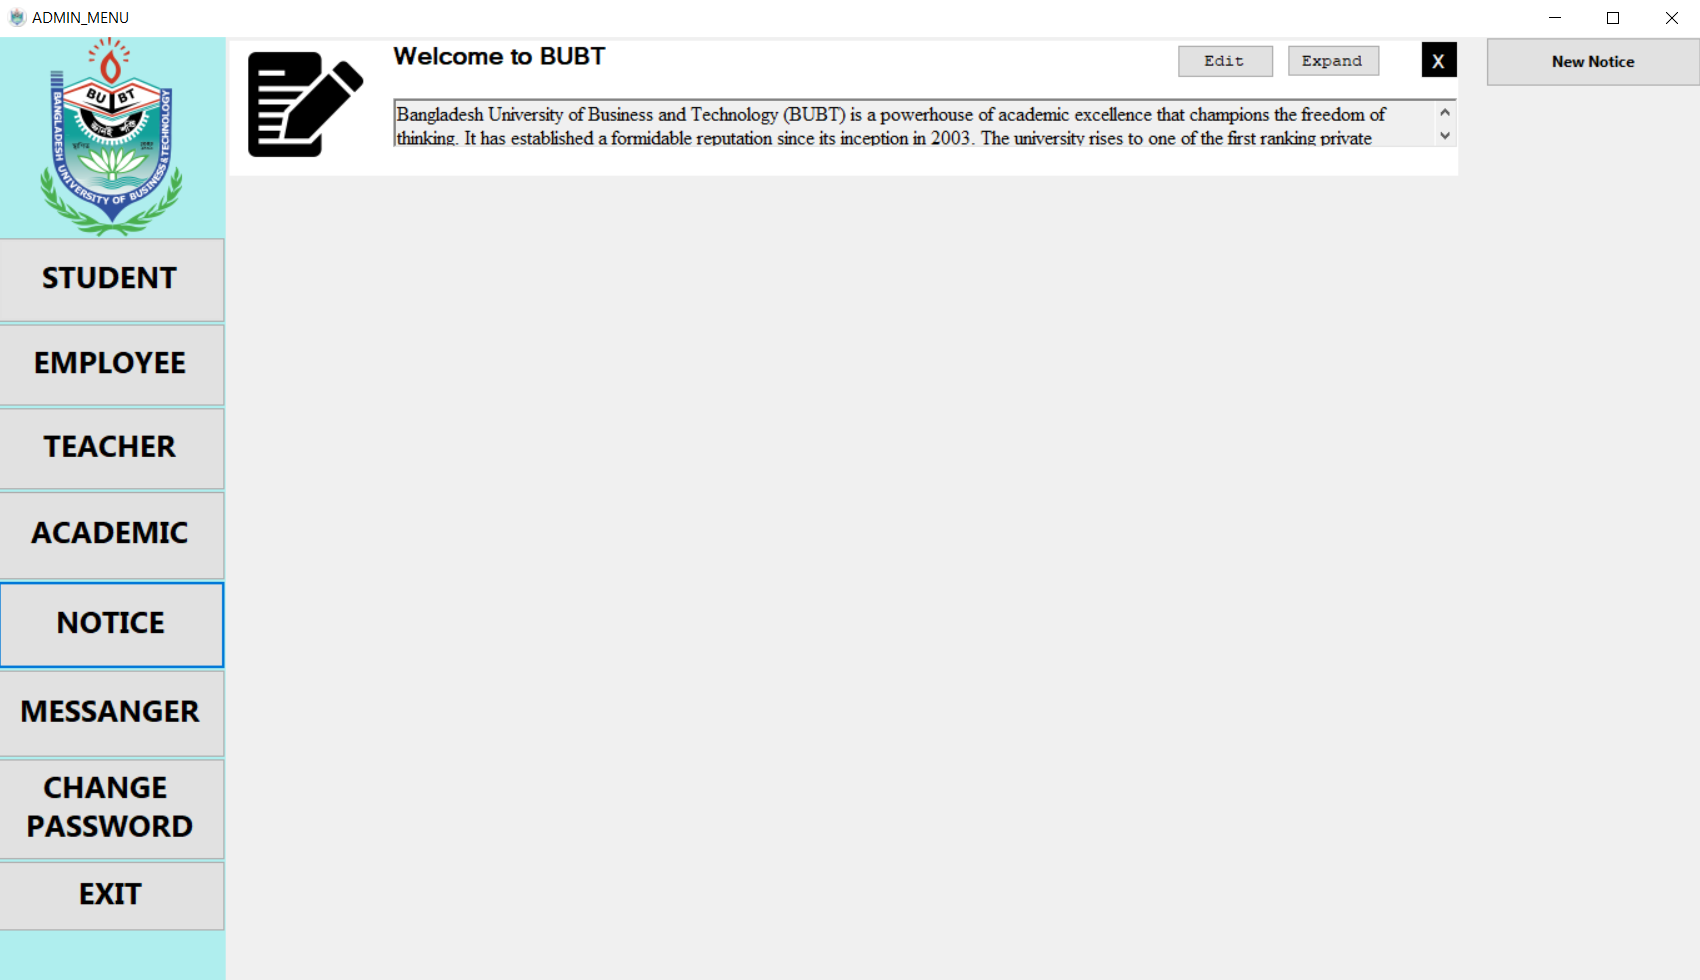 ADMIN_MENU
BUBT
BANGLADESH UNIVERSITY OF BUSINESS & TECHNOLOGY
STUDENT
EMPLOYEE
TEACHER
ACADEMIC
NOTICE
MESSANGER
CHANGE
PASSWORD
EXIT
Welcome to BUBT
Edit
Expand
X
Bangladesh University of Business and Technology (BUBT) is a powerhouse of academic excellence that champions the freedom of
thinking. It has established a formidable reputation since its inception in 2003. The university rises to one of the first ranking private
New Notice